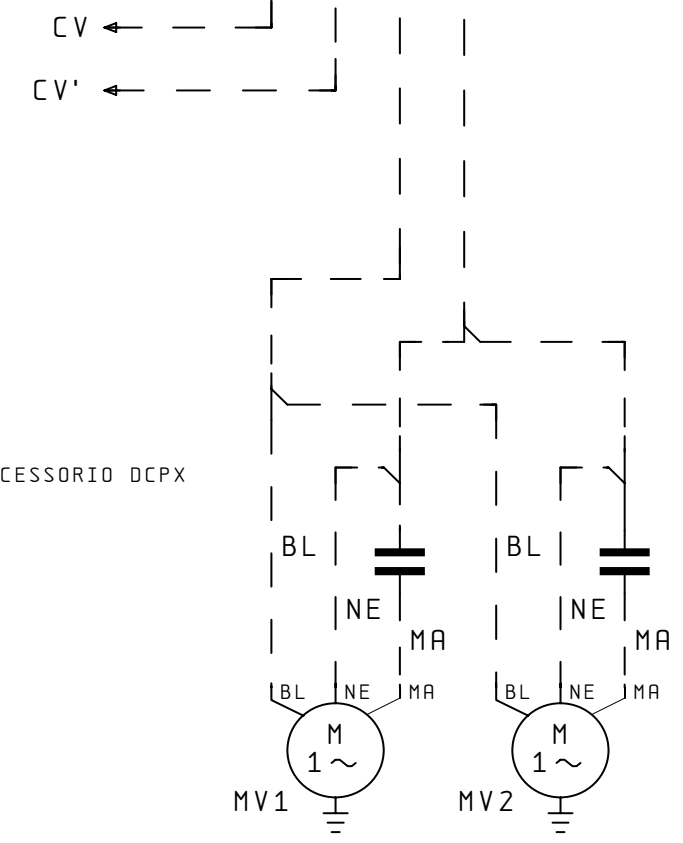 CV
CV'
CESSORIO DCPX
BL BL
NE NE
MA MA
BL NE MA BL NE MA
M M
1~ 1~
MV1 MV2